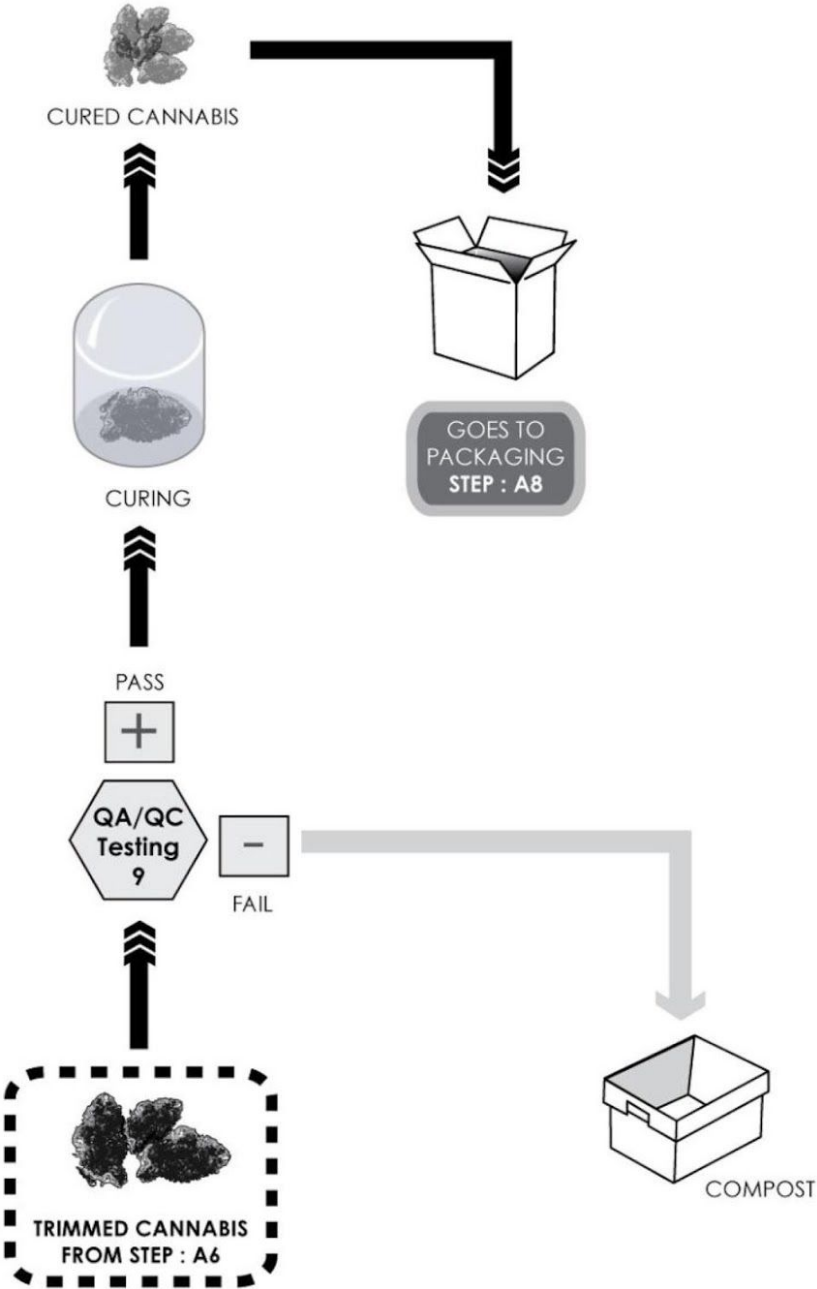 CURED CANNABIS
GOES TO
PACKAGING
STEP : A8
CURING
PASS
+
QA/QC
Testing
9
-
FAIL
TRIMMED CANNABIS
FROM STEP : A6
COMPOST